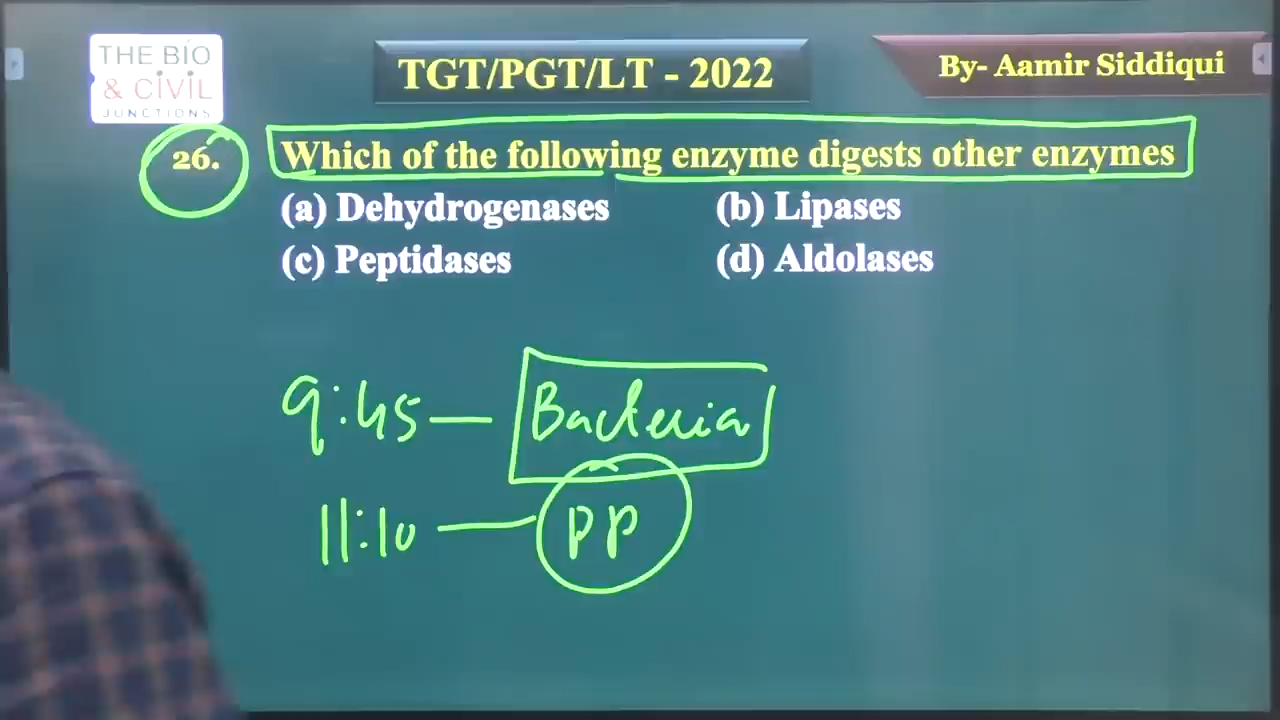 THE BIO
& CIVIL
JUNCTIONS
TGT/PGT/LT - 2022
By- Aamir Siddiqui
26. Which of the following enzyme digests other enzymes
(a) Dehydrogenases (b) Lipases
(c) Peptidases (d) Aldolases
9:45 — Bacteria
11:10 — PP